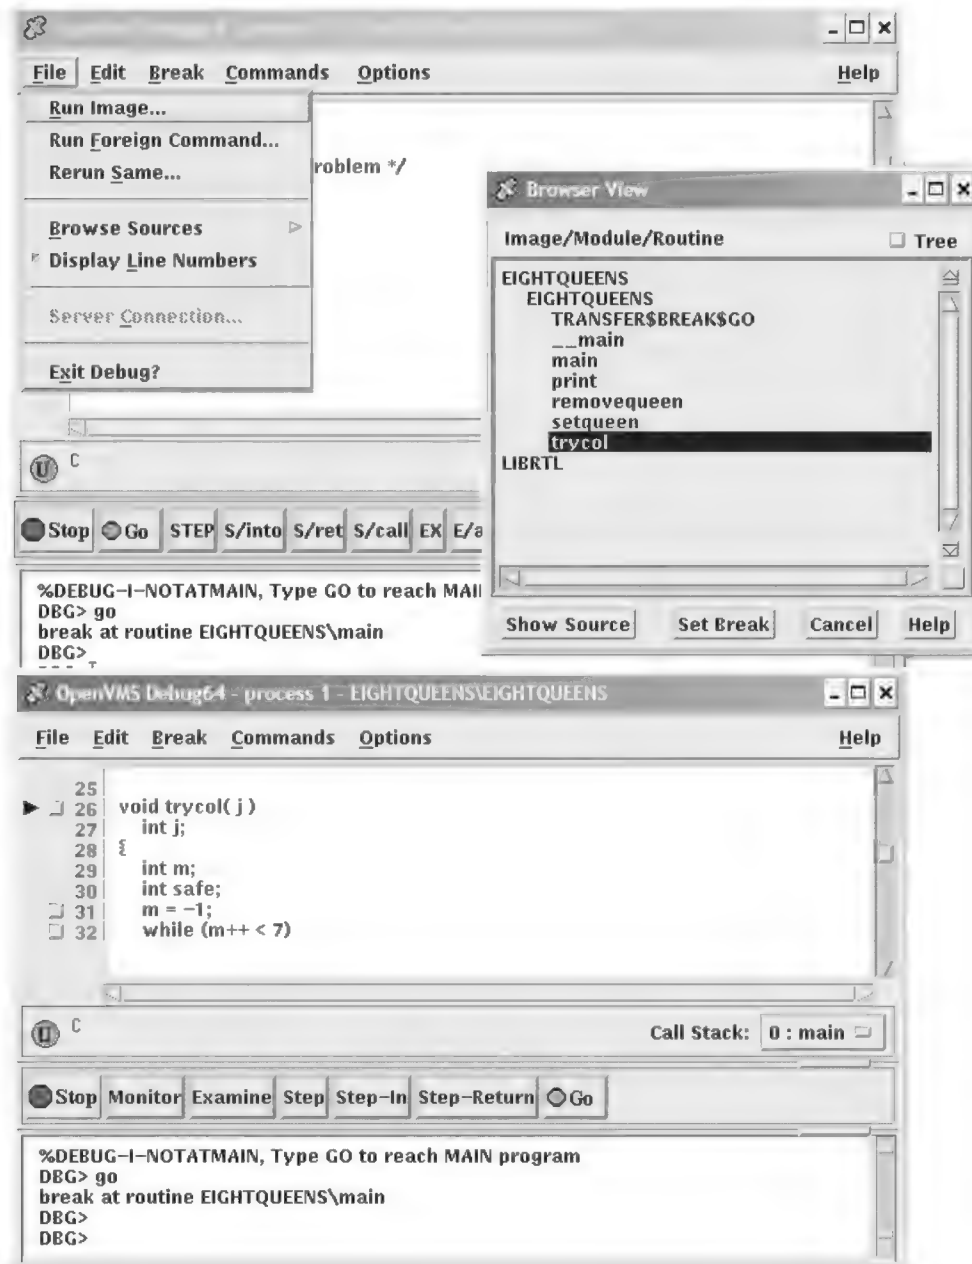 File Edit Break Commands Options Help
Run Image...
Run Foreign Command...
Rerun Same...
Browse Sources
Display Line Numbers
Server Connection...
Exit Debug?
roblem */
U C
Stop Go STEP S/into S/ret S/call EX E/a
%DEBUG-I-NOTATMAIN, Type GO to reach MAI
DBG> go
break at routine EIGHTQUEENS\main
DBG>
Browser View
Image/Module/Routine Tree
EIGHTQUEENS
EIGHTQUEENS
TRANSFER$BREAK$GO
__main
main
print
removequeen
setqueen
trycol
LIBRTL
Show Source Set Break Cancel Help
OpenVMS Debug64 - process 1 - EIGHTQUEENS\EIGHTQUEENS
File Edit Break Commands Options Help
25
26 void trycol( j )
27 int j;
28 {
29 int m;
30 int safe;
31 m = -1;
32 while (m++ < 7)
U C Call Stack: 0 : main
Stop Monitor Examine Step Step-In Step-Return Go
%DEBUG-I-NOTATMAIN, Type GO to reach MAIN program
DBG> go
break at routine EIGHTQUEENS\main
DBG>
DBG>